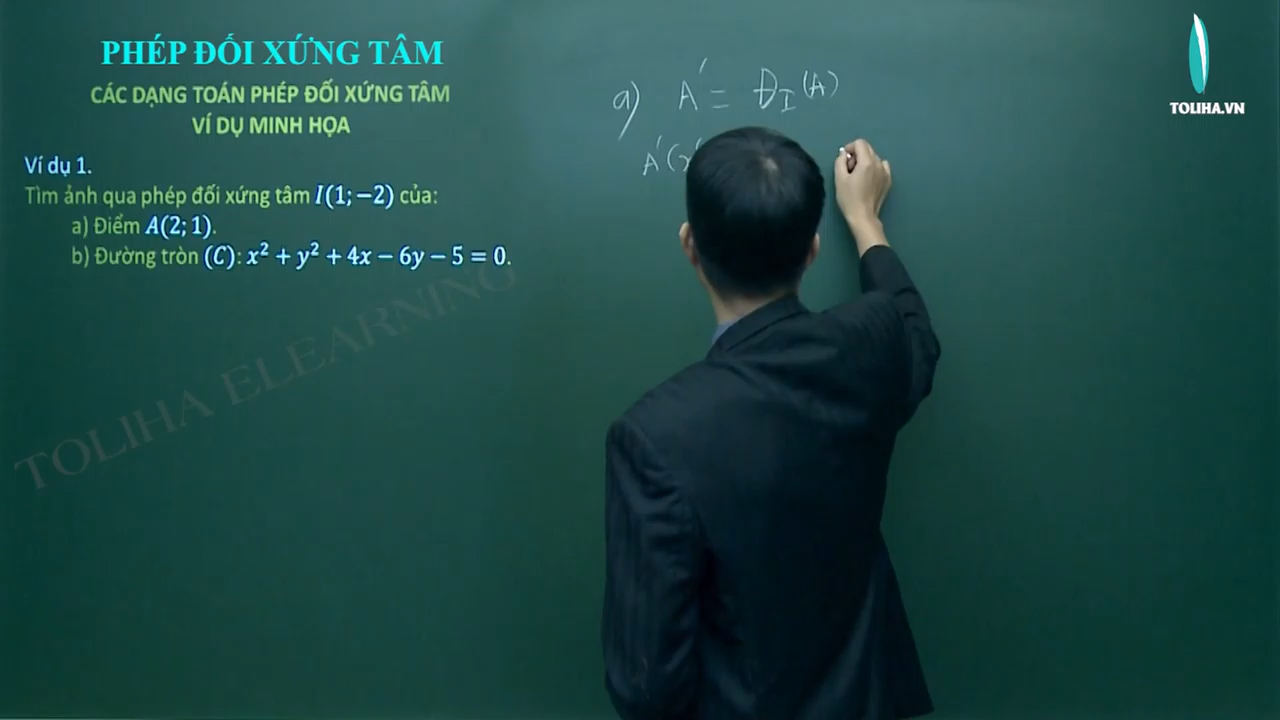 PHÉP ĐỐI XỨNG TÂM
CÁC DẠNG TOÁN PHÉP ĐỐI XỨNG TÂM
VÍ DỤ MINH HỌA
Ví dụ 1.
Tìm ảnh qua phép đối xứng tâm I(1; −2) của:
a) Điểm A(2; 1).
b) Đường tròn (C): x² + y² + 4x − 6y − 5 = 0.
TOLIHA ELEARNING
a) A' = Đ_I (A)
A'(x'
TOLIHA.VN